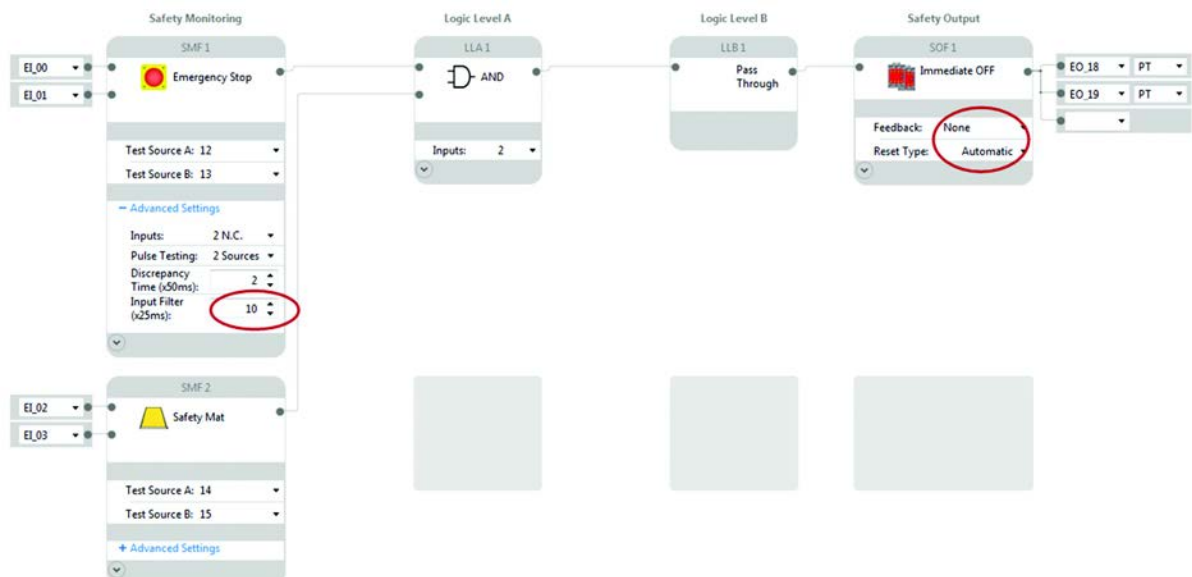 Safety Monitoring
Logic Level A
Logic Level B
Safety Output
SMF 1
EI_00
EI_01
Emergency Stop
Test Source A: 12
Test Source B: 13
− Advanced Settings
Inputs: 2 N.C.
Pulse Testing: 2 Sources
Discrepancy
Time (x50ms): 2
Input Filter
(x25ms): 10
LLA 1
AND
Inputs: 2
LLB 1
Pass
Through
SOF 1
Immediate OFF
Feedback: None
Reset Type: Automatic
EO_18 PT
EO_19 PT
SMF 2
EI_02
EI_03
Safety Mat
Test Source A: 14
Test Source B: 15
+ Advanced Settings